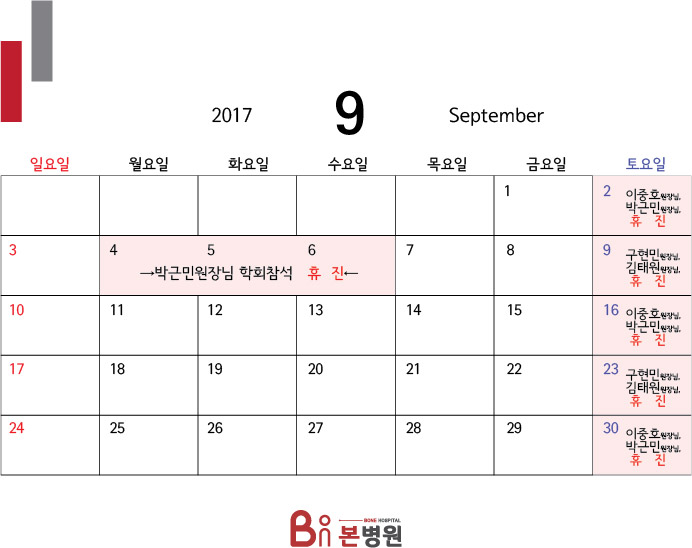 2017 9 September
일요일 월요일 화요일 수요일 목요일 금요일 토요일
1 2 이중호원장님,
박근민원장님,
휴 진
3 4 5 6 7 8 9 구현민원장님,
→박근민원장님 학회참석 휴 진← 김태원원장님,
휴 진
10 11 12 13 14 15 16 이중호원장님,
박근민원장님,
휴 진
17 18 19 20 21 22 23 구현민원장님,
김태원원장님,
휴 진
24 25 26 27 28 29 30 이중호원장님,
박근민원장님,
휴 진
BONE HOSPITAL
본병원